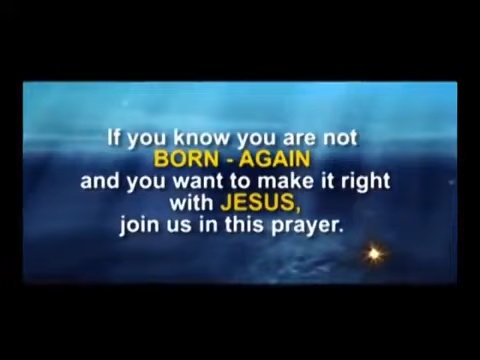 If you know you are not
BORN - AGAIN
and you want to make it right
with JESUS,
join us in this prayer.